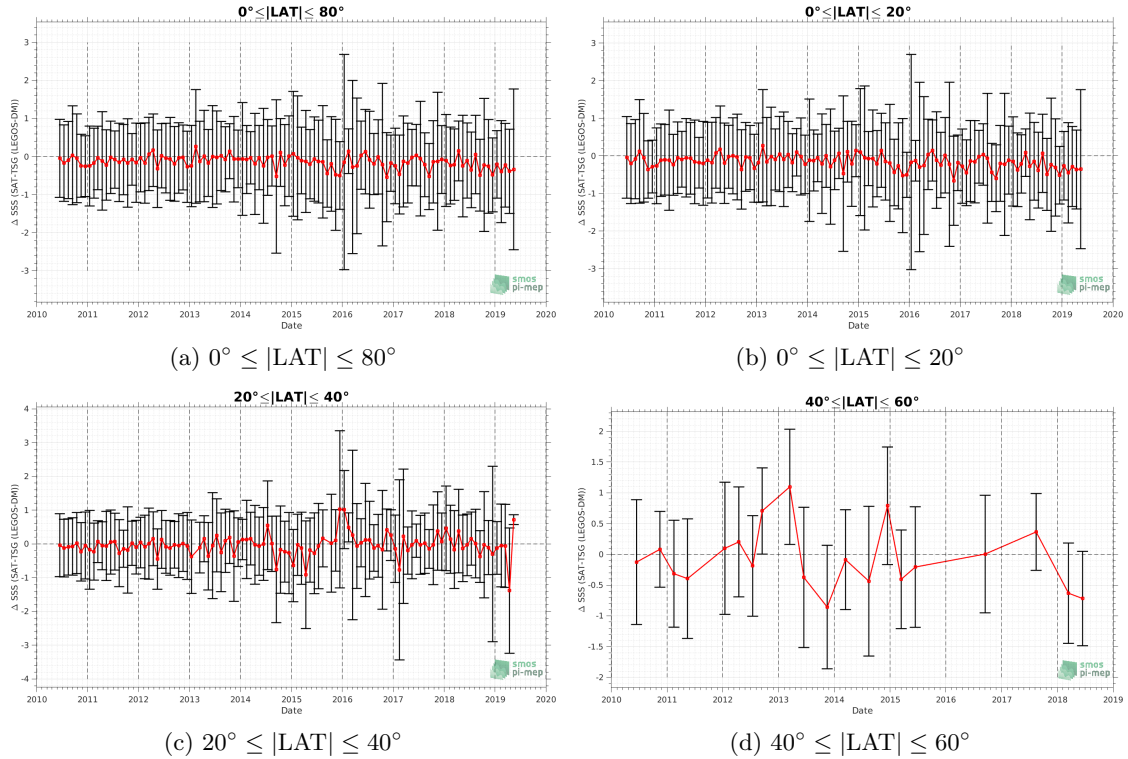 0°≤|LAT|≤ 80°
3
2
1
0
-1
-2
-3
Δ SSS (SAT-TSG (LEGOS-DM))
2010 2011 2012 2013 2014 2015 2016 2017 2018 2019 2020
Date
smos
pi-mep
(a) 0° ≤ |LAT| ≤ 80°
0°≤|LAT|≤ 20°
3
2
1
0
-1
-2
-3
Δ SSS (SAT-TSG (LEGOS-DM))
2010 2011 2012 2013 2014 2015 2016 2017 2018 2019 2020
Date
smos
pi-mep
(b) 0° ≤ |LAT| ≤ 20°
20°≤|LAT|≤ 40°
4
3
2
1
0
-1
-2
-3
-4
Δ SSS (SAT-TSG (LEGOS-DM))
2010 2011 2012 2013 2014 2015 2016 2017 2018 2019 2020
Date
smos
pi-mep
(c) 20° ≤ |LAT| ≤ 40°
40°≤|LAT|≤ 60°
2
1.5
1
0.5
0
-0.5
-1
-1.5
-2
Δ SSS (SAT-TSG (LEGOS-DM))
2010 2011 2012 2013 2014 2015 2016 2017 2018 2019
Date
smos
pi-mep
(d) 40° ≤ |LAT| ≤ 60°